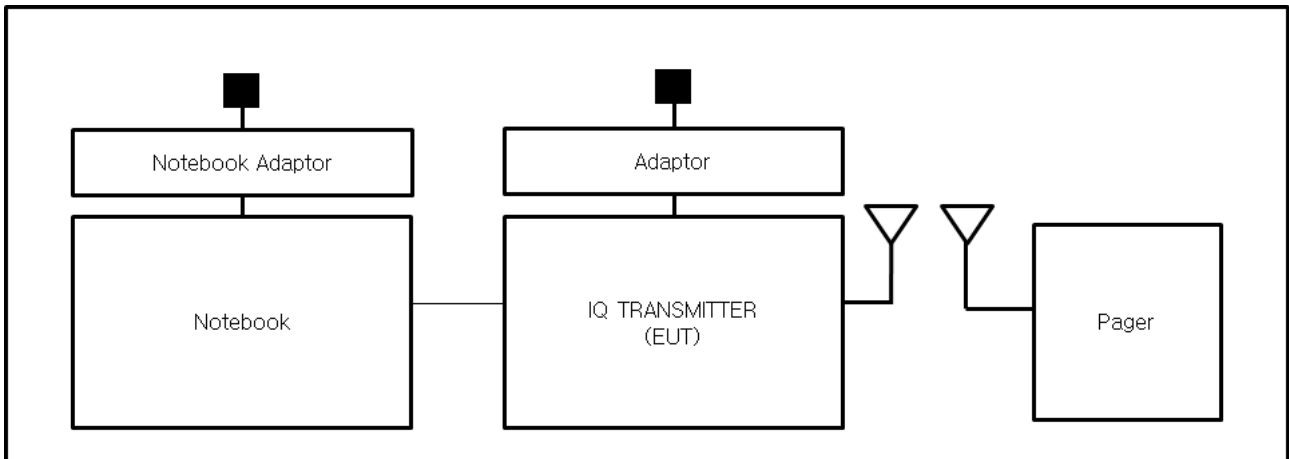 Notebook Adaptor
Adaptor
Notebook
IQ TRANSMITTER
(EUT)
Pager